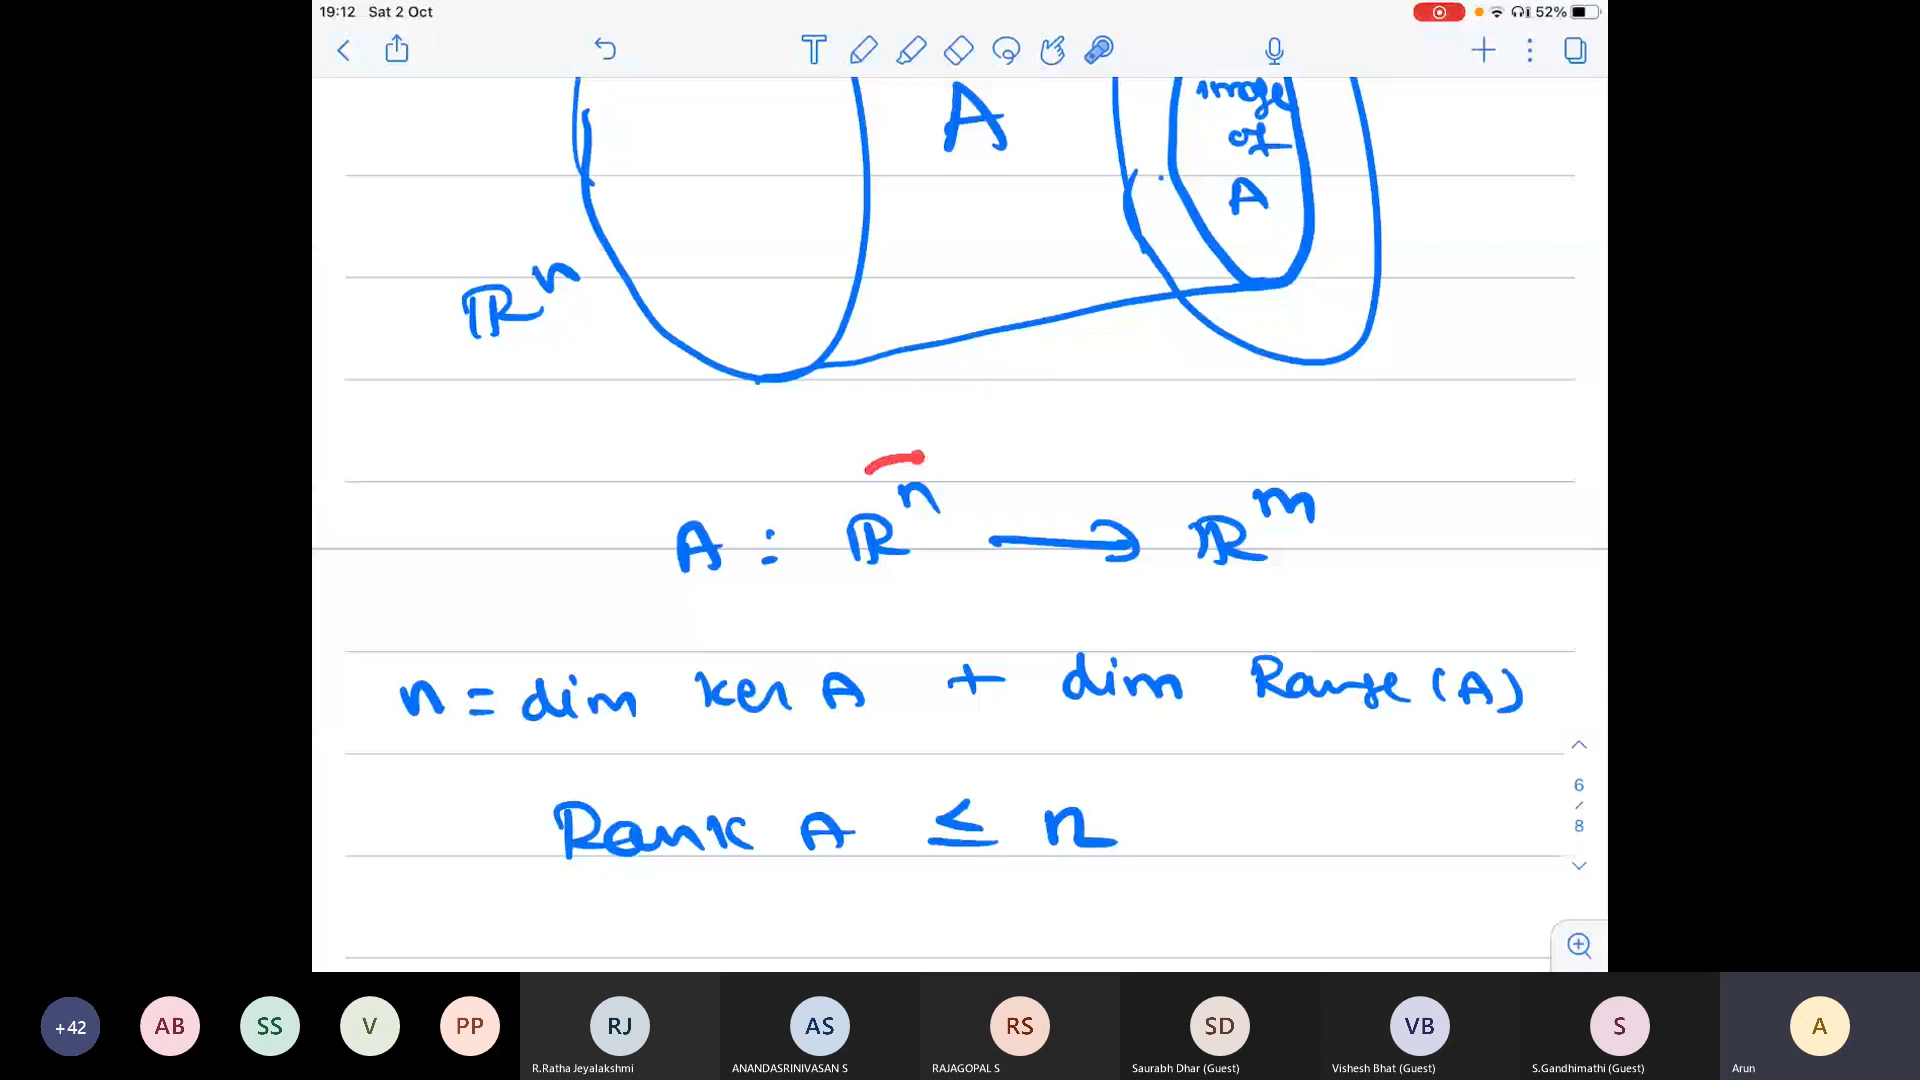 19:12 Sat 2 Oct
52%
T
A
image
of
A
ℝⁿ
A : ℝⁿ ⟶ ℝᵐ
n = dim ker A + dim Range (A)
Rank A ≤ n
6
/
8
+42
AB
SS
V
PP
RJ
AS
RS
SD
VB
S
A
R.Ratha Jeyalakshmi
ANANDASRINIVASAN S
RAJAGOPAL S
Saurabh Dhar (Guest)
Vishesh Bhat (Guest)
S.Gandhimathi (Guest)
Arun